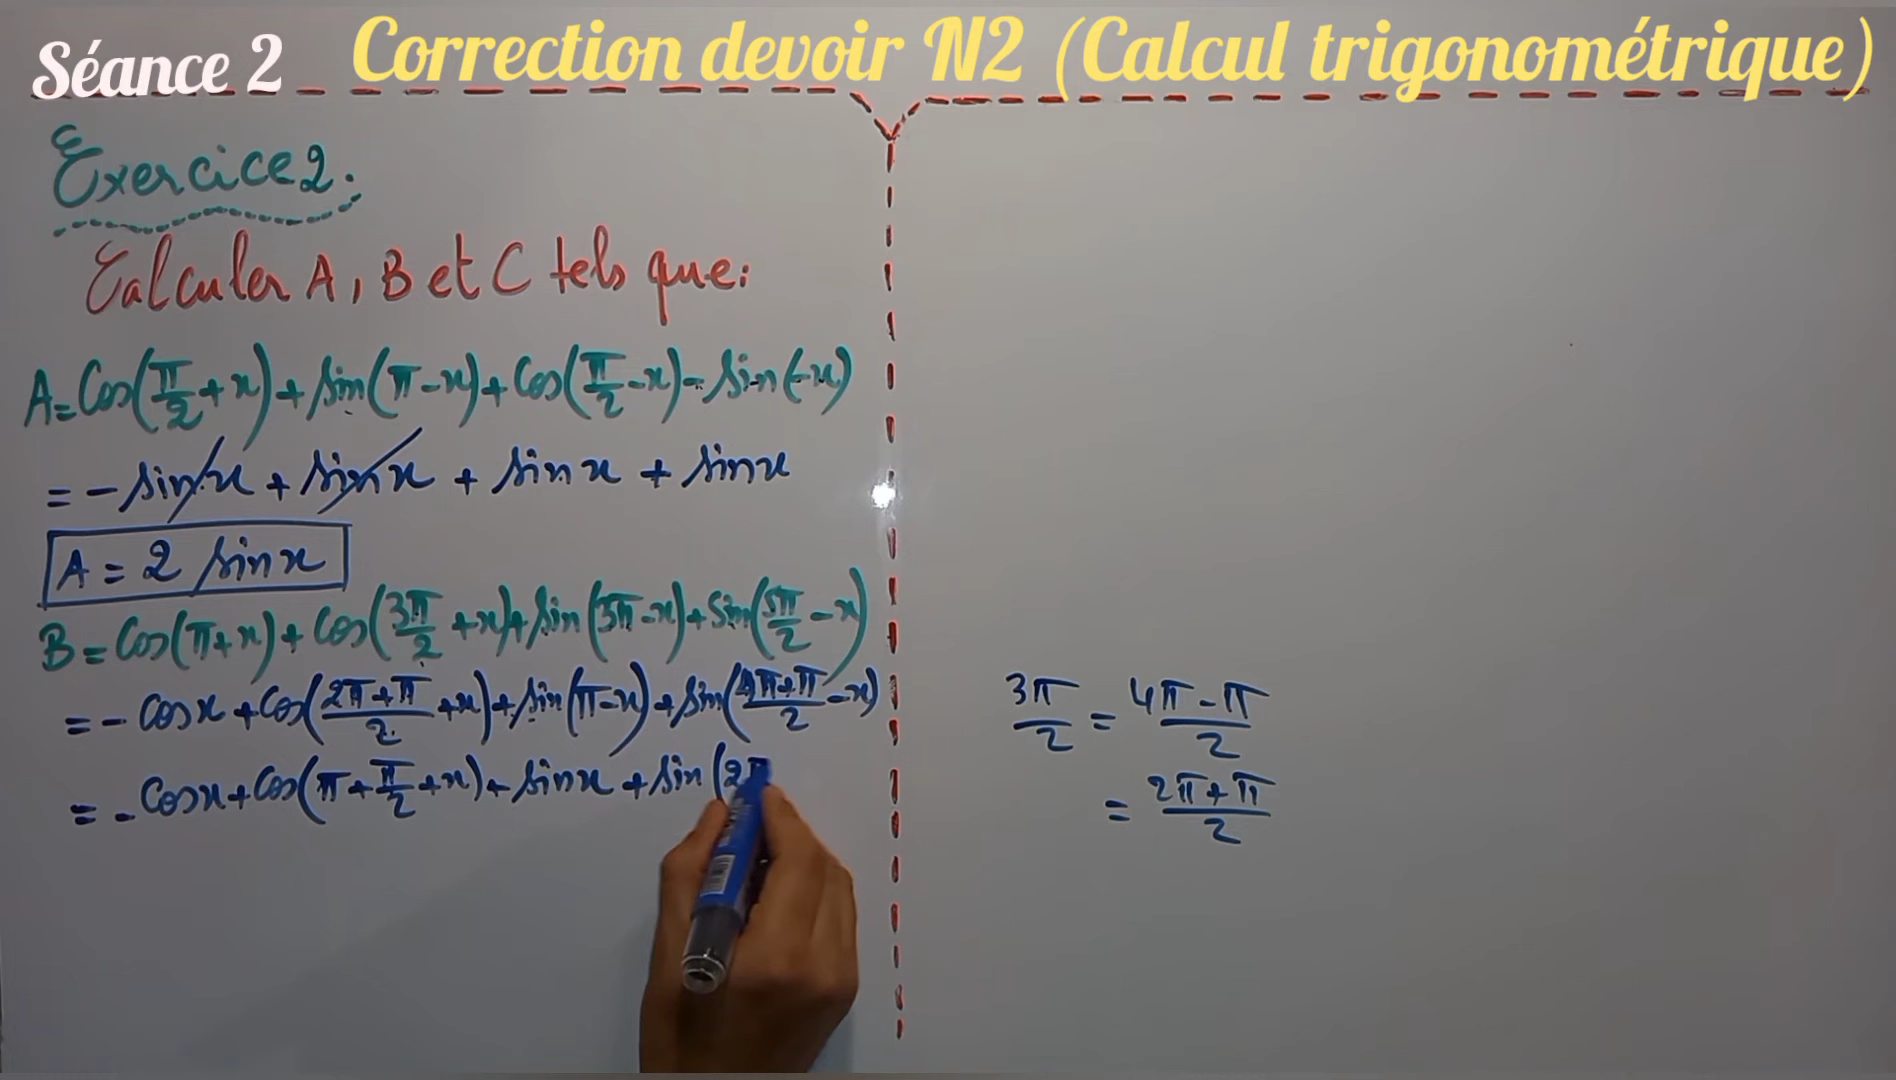 Séance 2
Correction devoir N2 (Calcul trigonométrique)
Exercice 2.
Calculer A, B et C tels que:
A = Cos(π/2 + x) + sin(π - x) + Cos(π/2 - x) - sin(-x)
= - sin x + sin x + sin x + sin x
A = 2 sin x
B = Cos(π + x) + Cos(3π/2 + x) + sin(3π - x) + sin(5π/2 - x)
= - Cos x + Cos((2π + π)/2 + x) + sin(π - x) + sin((4π + π)/2 - x)
= - Cos x + Cos(π + π/2 + x) + sin x + sin(2π
3π/2 = (4π - π)/2
= (2π + π)/2